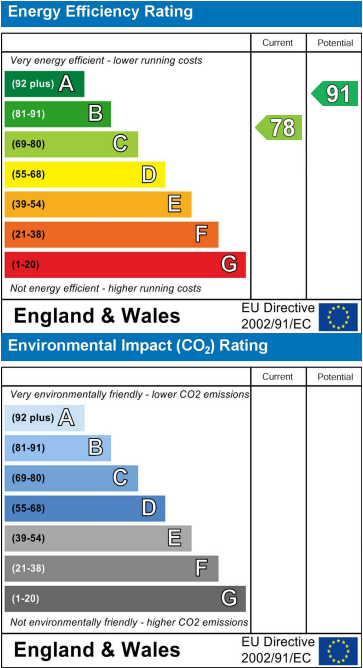 Energy Efficiency Rating
Current Potential
Very energy efficient - lower running costs
(92 plus) A
91
(81-91) B
78
(69-80) C
(55-68) D
(39-54) E
(21-38) F
(1-20) G
Not energy efficient - higher running costs
England & Wales
EU Directive
2002/91/EC
Environmental Impact (CO₂) Rating
Current Potential
Very environmentally friendly - lower CO2 emissions
(92 plus) A
(81-91) B
(69-80) C
(55-68) D
(39-54) E
(21-38) F
(1-20) G
Not environmentally friendly - higher CO2 emissions
England & Wales
EU Directive
2002/91/EC